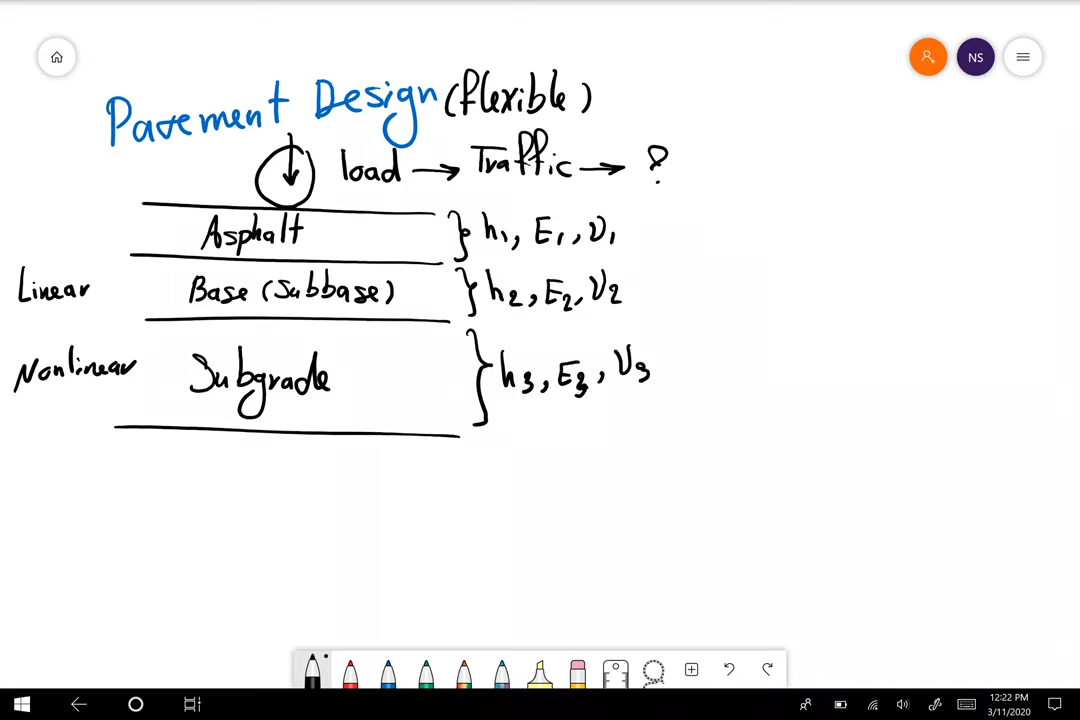 NS
Pavement Design (flexible)
load → Traffic → ?
Asphalt } h1, E1, ν1
Linear Base (Subbase) } h2, E2, ν2
Nonlinear Subgrade } h3, E3, ν3
12:22 PM
3/11/2020